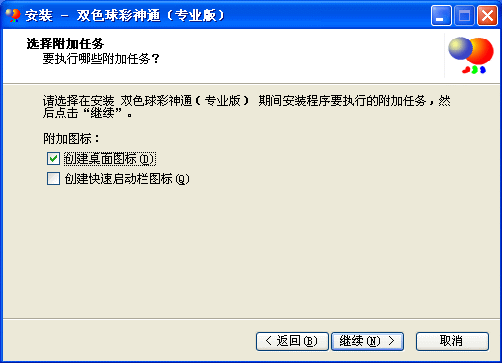 安装 - 双色球彩神通(专业版)
选择附加任务
要执行哪些附加任务?
请选择在安装 双色球彩神通(专业版) 期间安装程序要执行的附加任务,然
后点击“继续”。
附加图标:
创建桌面图标(D)
创建快速启动栏图标(Q)
< 返回(B) 继续(N) > 取消